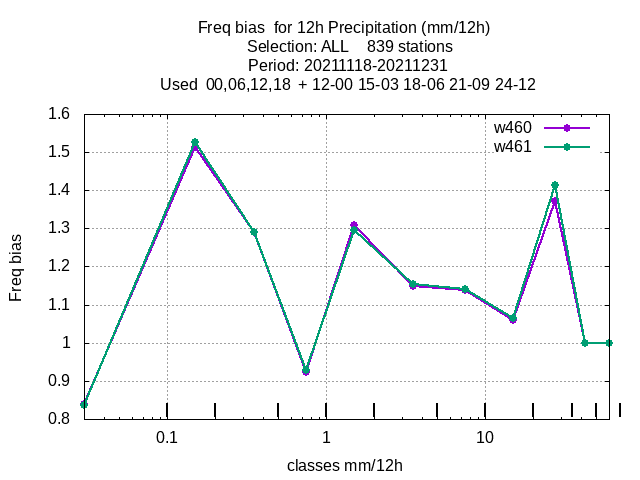 Freq bias  for 12h Precipitation (mm/12h)
Selection: ALL    839 stations
Period: 20211118-20211231
Used  00,06,12,18  + 12-00 15-03 18-06 21-09 24-12
w460
w461
1.6
1.5
1.4
1.3
1.2
1.1
1
0.9
0.8
Freq bias
0.1 1 10
classes mm/12h